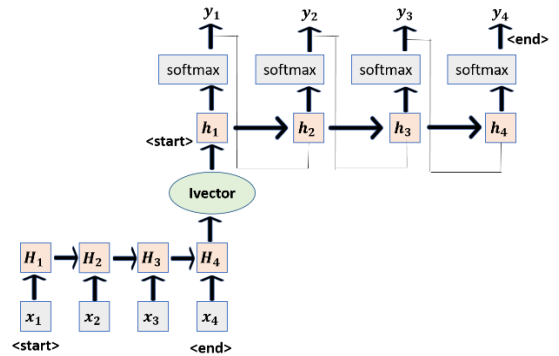 y₁ y₂ y₃ y₄
<end>
softmax softmax softmax softmax
<start> h₁ h₂ h₃ h₄
Ivector
H₁ H₂ H₃ H₄
x₁ x₂ x₃ x₄
<start> <end>